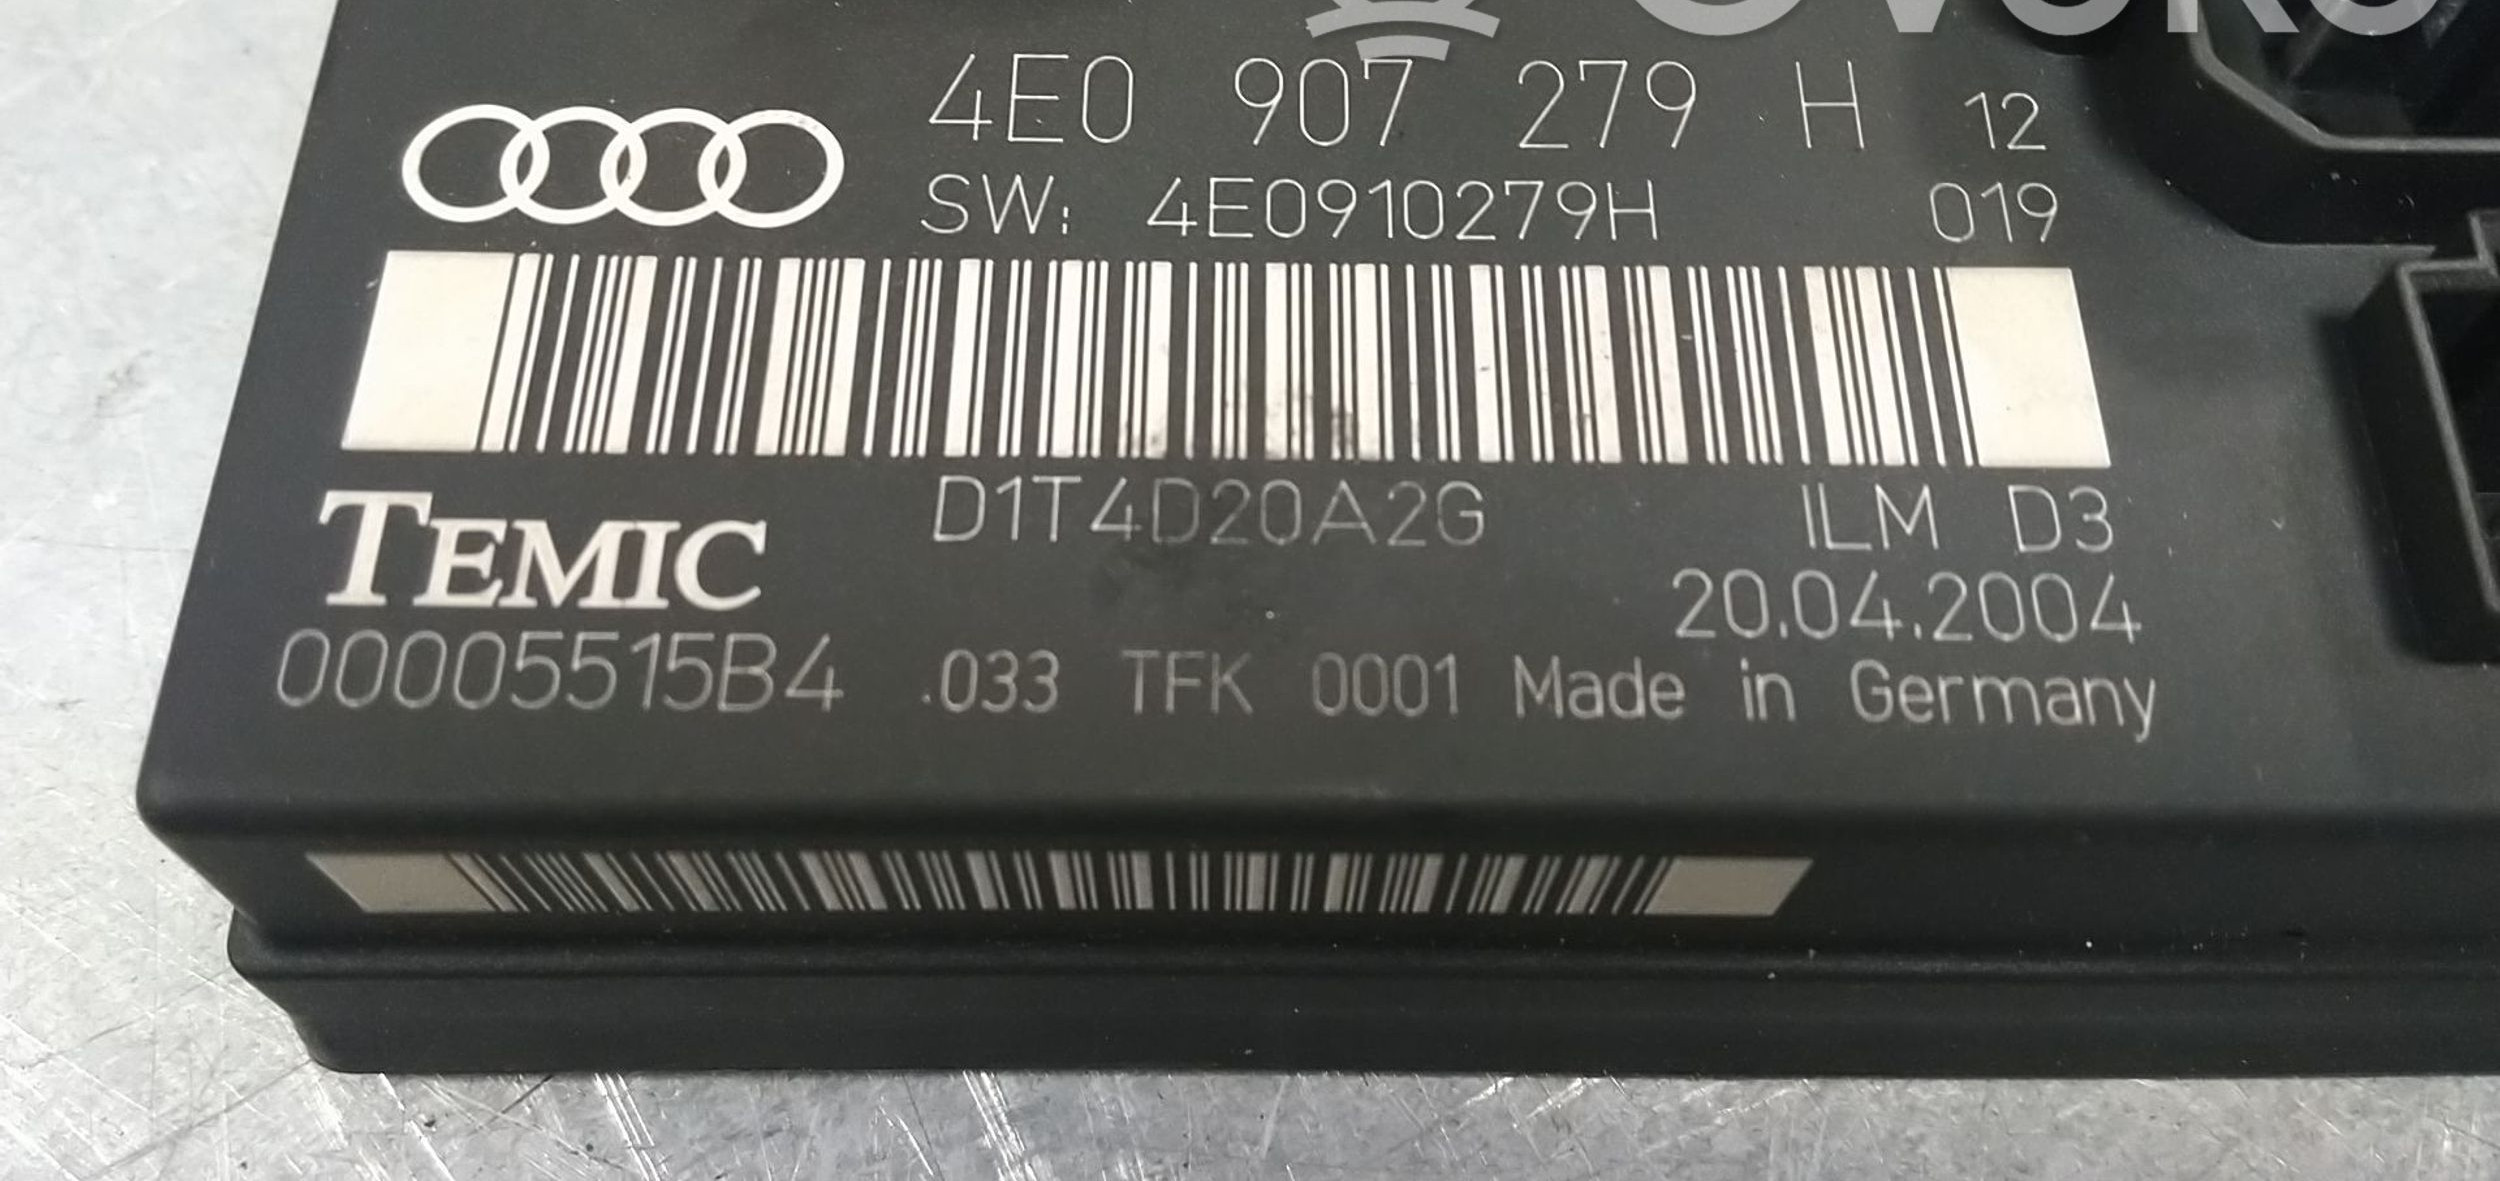 4E0 907 279 H 12
SW: 4E0910279H 019
D1T4D20A2G ILM D3
TEMIC
20.04.2004
00005515B4 .033 TFK 0001 Made in Germany